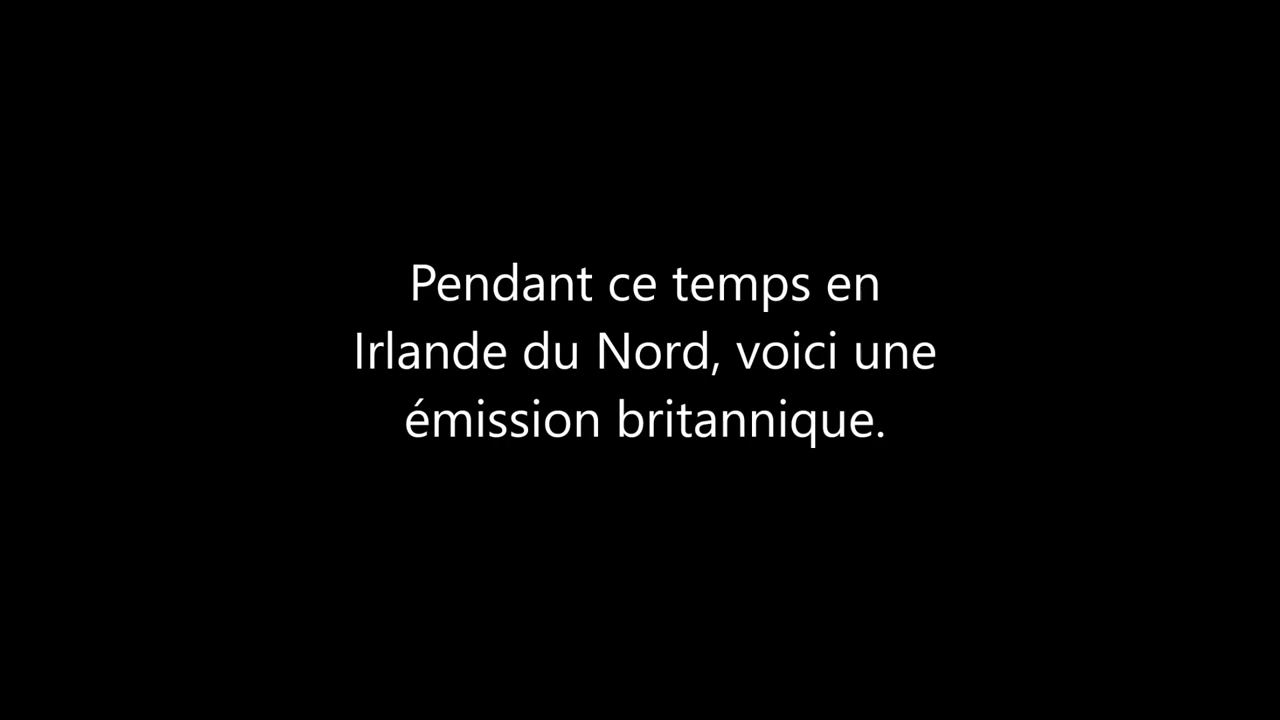 Pendant ce temps en
Irlande du Nord, voici une
émission britannique.